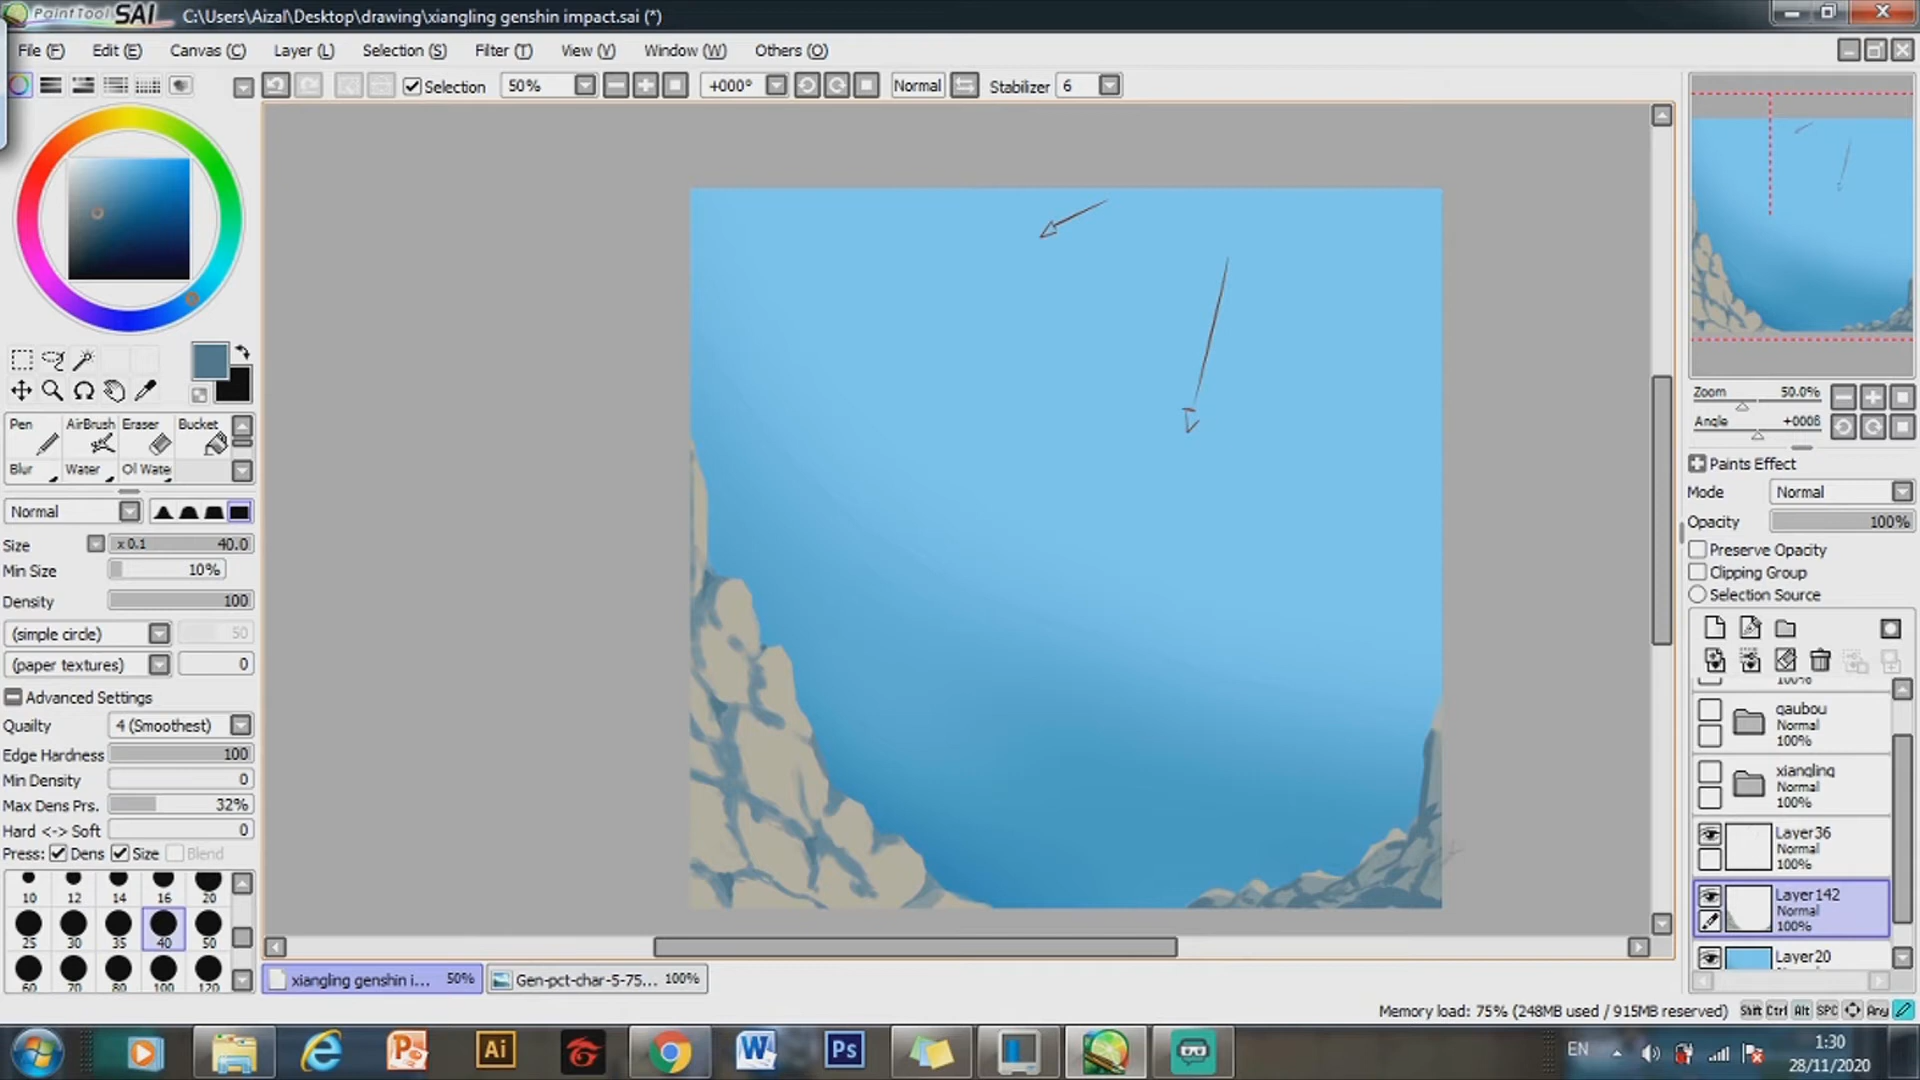 PaintTool SAI C:\Users\Aizal\Desktop\drawing\xiangling genshin impact.sai (*)
File (F) Edit (E) Canvas (C) Layer (L) Selection (S) Filter (T) View (V) Window (W) Others (O)
Selection 50% +000° Normal Stabilizer 6
Zoom 50.0%
Angle +000θ
Paints Effect
Mode Normal
Opacity 100%
Preserve Opacity
Clipping Group
Selection Source
Pen AirBrush Eraser Bucket
Blur Water Oil Wate
Normal
Size x 0.1 40.0
Min Size 10%
Density 100
(simple circle) 50
(paper textures) 0
Advanced Settings
Quailty 4 (Smoothest)
Edge Hardness 100
Min Density 0
Max Dens Prs. 32%
Hard <-> Soft 0
Press: Dens Size Blend
10 12 14 16 20
25 30 35 40 50
60 70 80 100 120
100%
qaubou
Normal
100%
xiangling
Normal
100%
Layer36
Normal
100%
Layer142
Normal
100%
Layer20
xiangling genshin i... 50% Gen-pct-char-5-75... 100%
Memory load: 75% (248MB used / 915MB reserved) Shift Ctrl Alt SPC Any
Ai W Ps
EN 1:30
28/11/2020